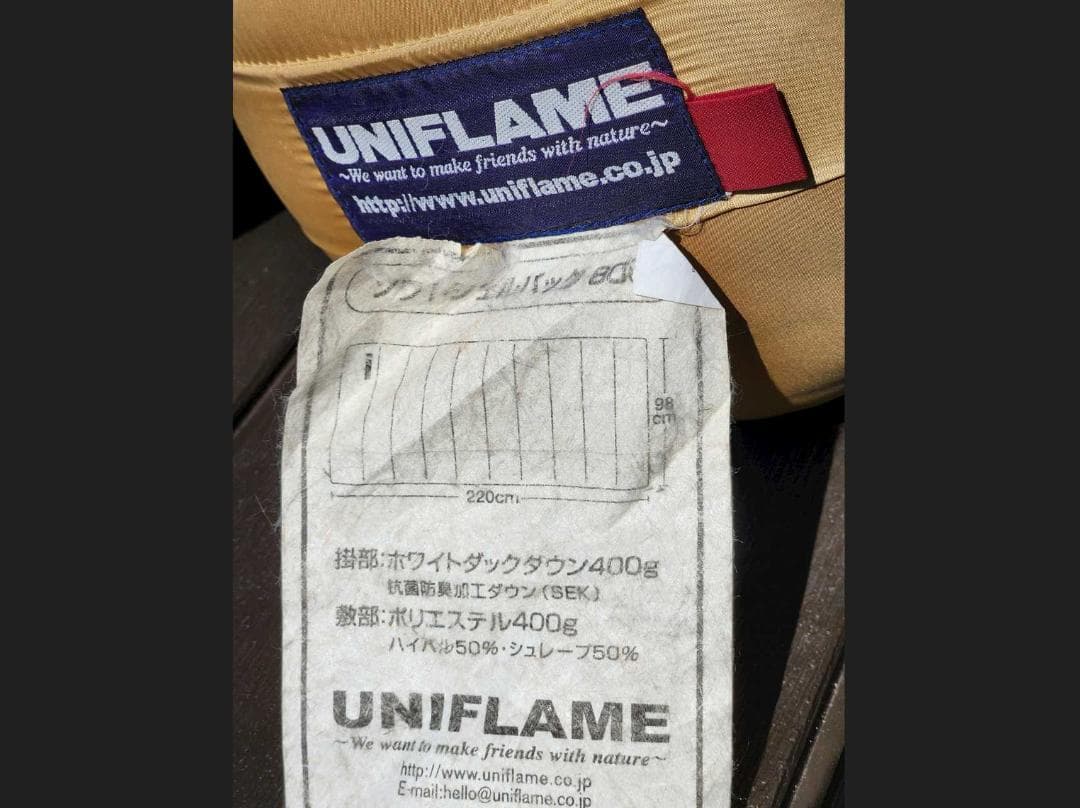 UNIFLAME
~We want to make friends with nature~
http://www.uniflame.co.jp
98
cm
220cm
掛部:ホワイトダックダウン400g
抗菌防臭加工ダウン(SEK)
敷部:ポリエステル400g
ハイバル50%・シュレープ50%
UNIFLAME
~We want to make friends with nature~
http://www.uniflame.co.jp
E-mail:hello@uniflame.co.jp